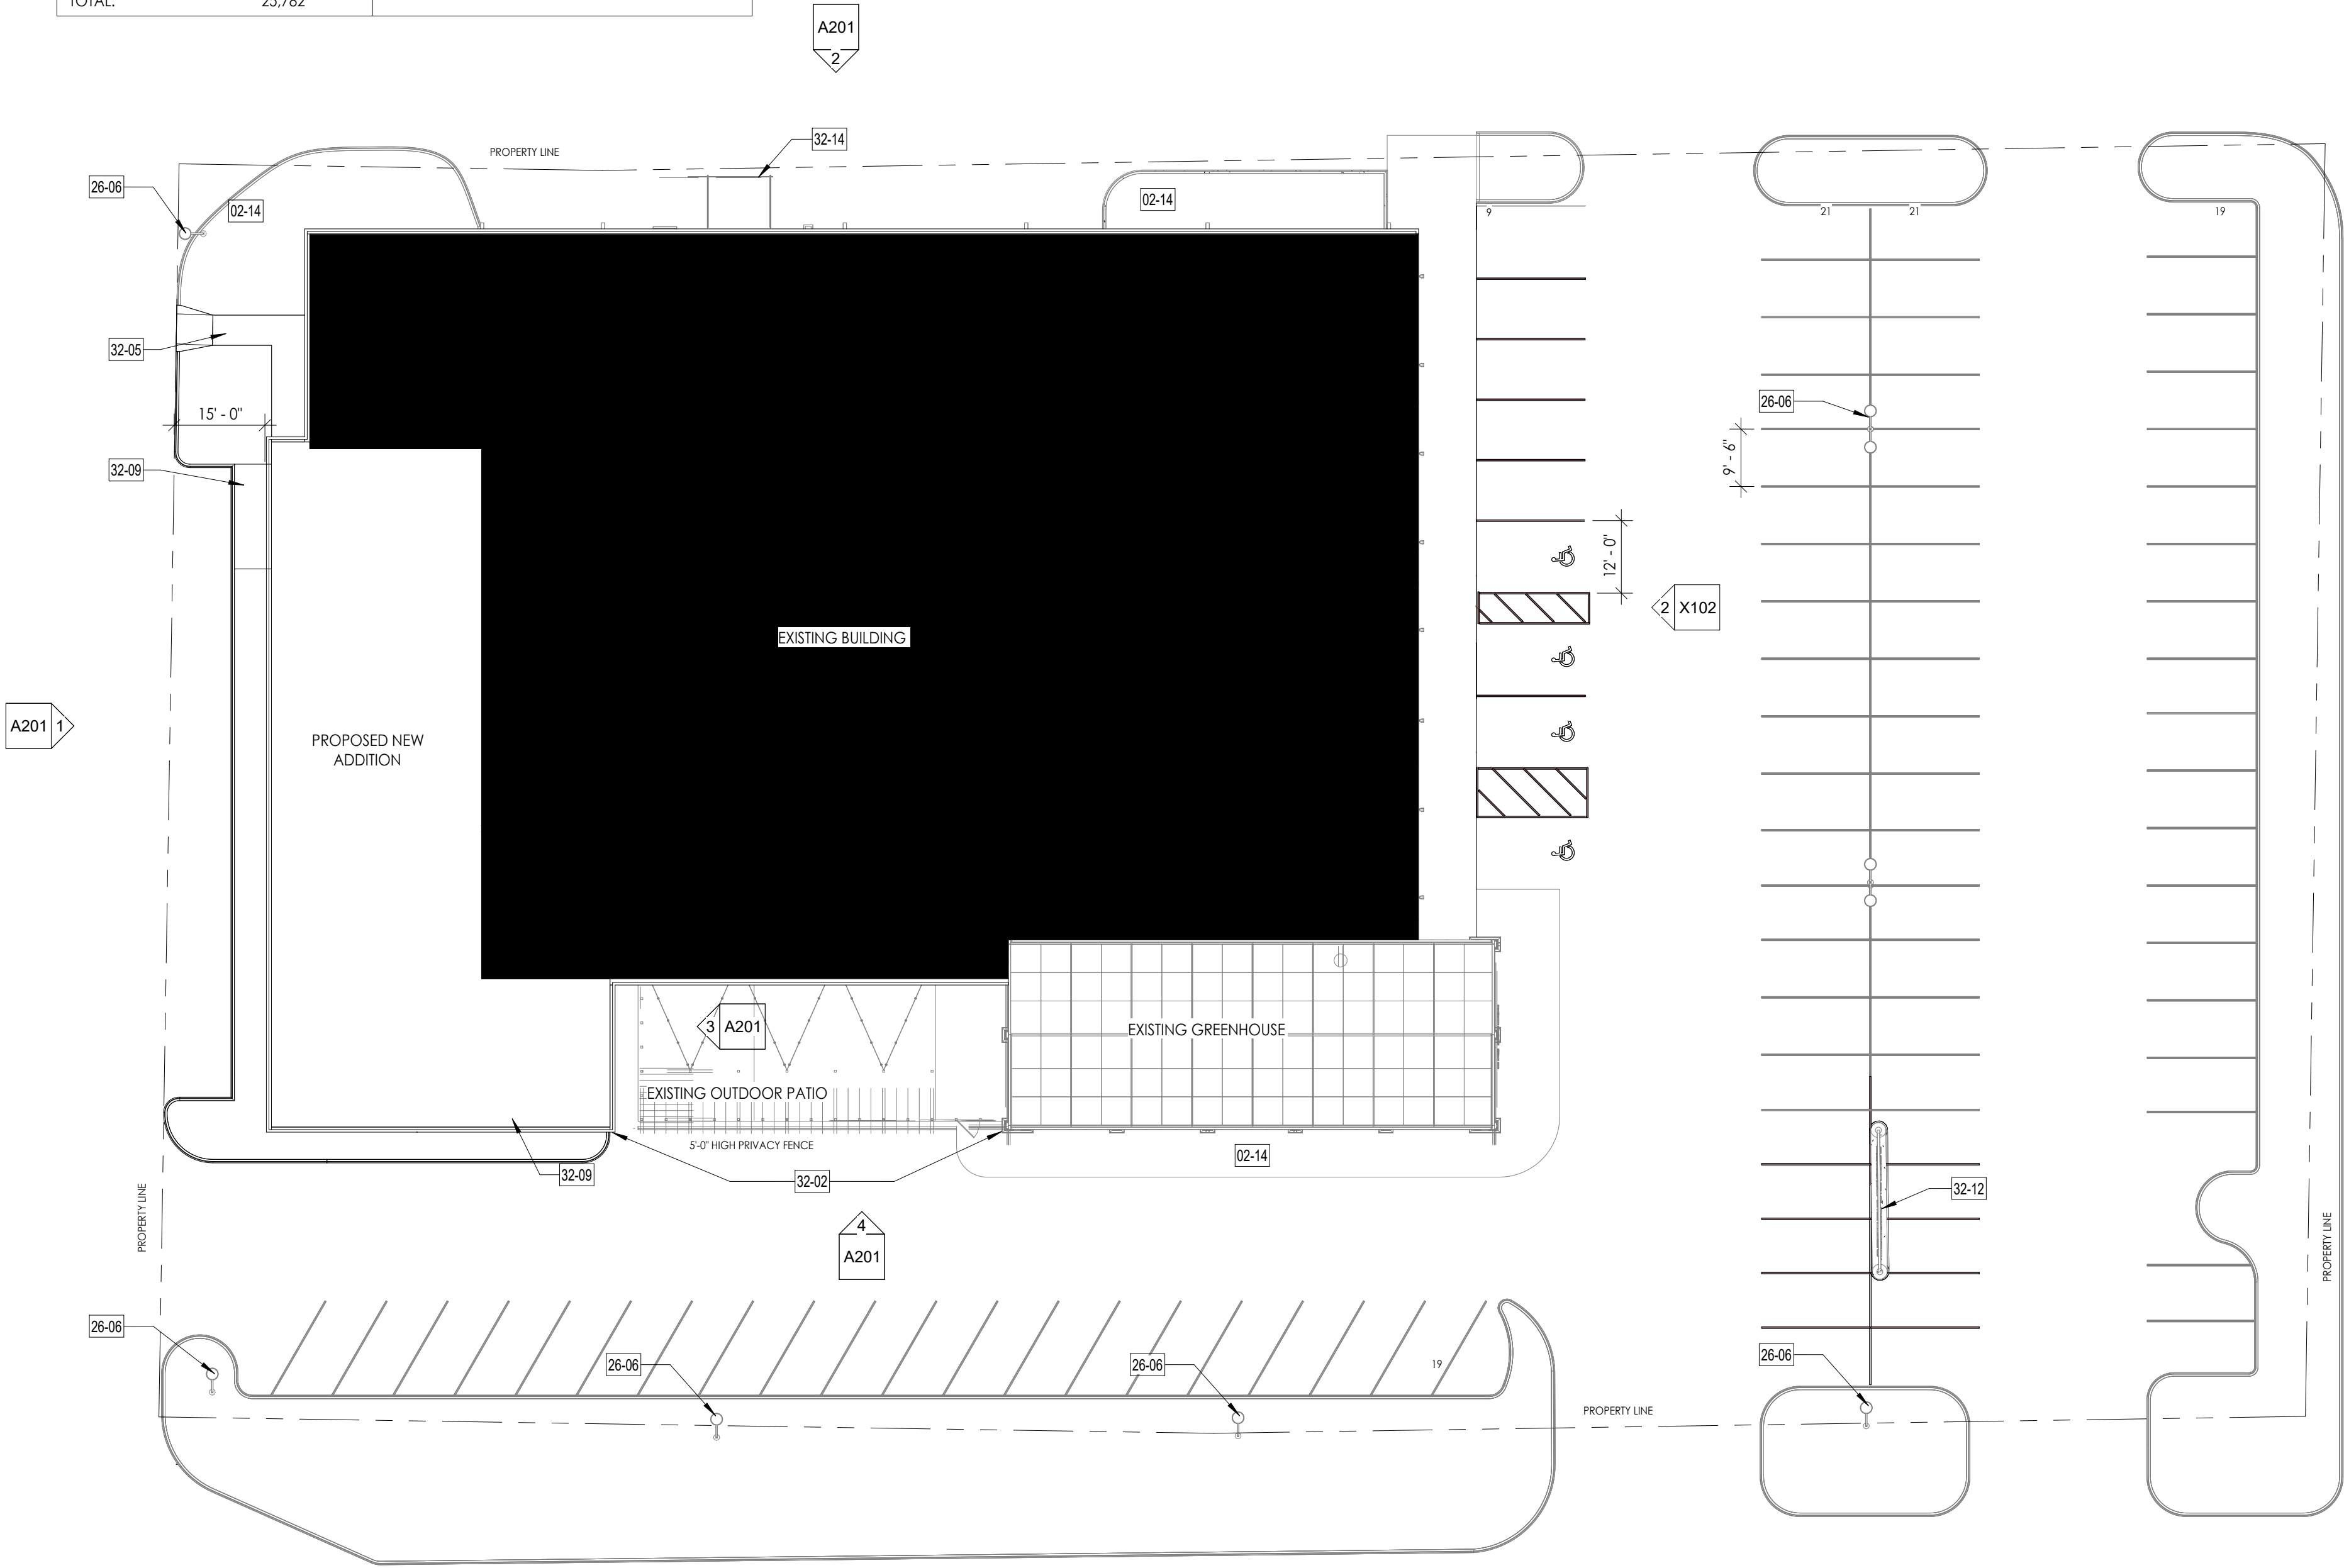 TOTAL: 25,782
A201
2
32-14
PROPERTY LINE
26-06
02-14
02-14
9
21
21
19
32-05
26-06
15' - 0"
9' - 6"
32-09
12' - 0"
2
X102
EXISTING BUILDING
A201
1
PROPOSED NEW
ADDITION
3
A201
EXISTING GREENHOUSE
EXISTING OUTDOOR PATIO
5'-0" HIGH PRIVACY FENCE
02-14
32-09
32-02
32-12
PROPERTY LINE
4
A201
PROPERTY LINE
26-06
26-06
26-06
19
26-06
PROPERTY LINE